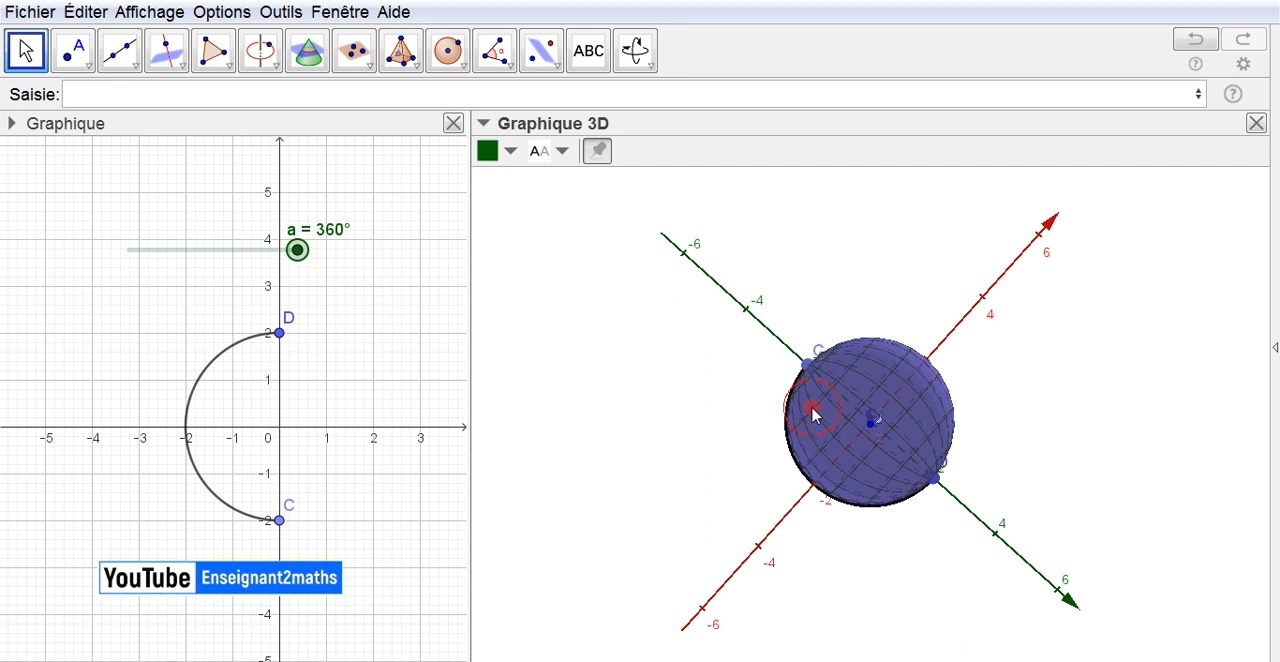 Fichier Éditer Affichage Options Outils Fenêtre Aide
A
ABC
Saisie:
Graphique
Graphique 3D
AA
a = 360°
5
4
3
2
1
-5 -4 -3 -2 -1 0 1 2 3
-1
-2
-4
-5
D
C
YouTube Enseignant2maths
-6
-4
C
6
4
-2
-4
-6
D
2
4
6